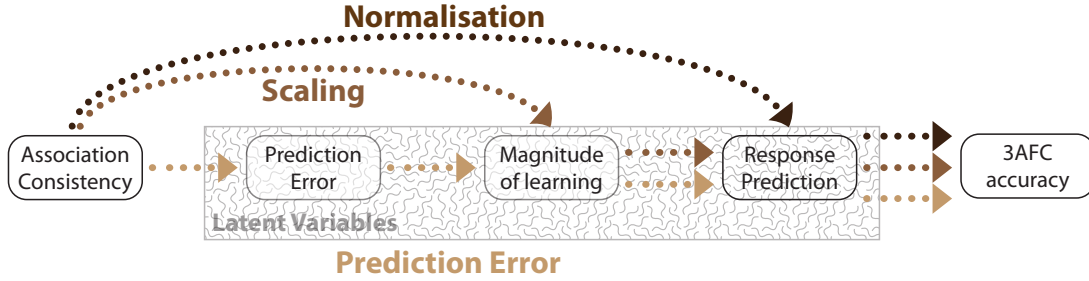 Normalisation
Scaling
Association
Consistency
Prediction
Error
Magnitude
of learning
Response
Prediction
3AFC
accuracy
Latent Variables
Prediction Error